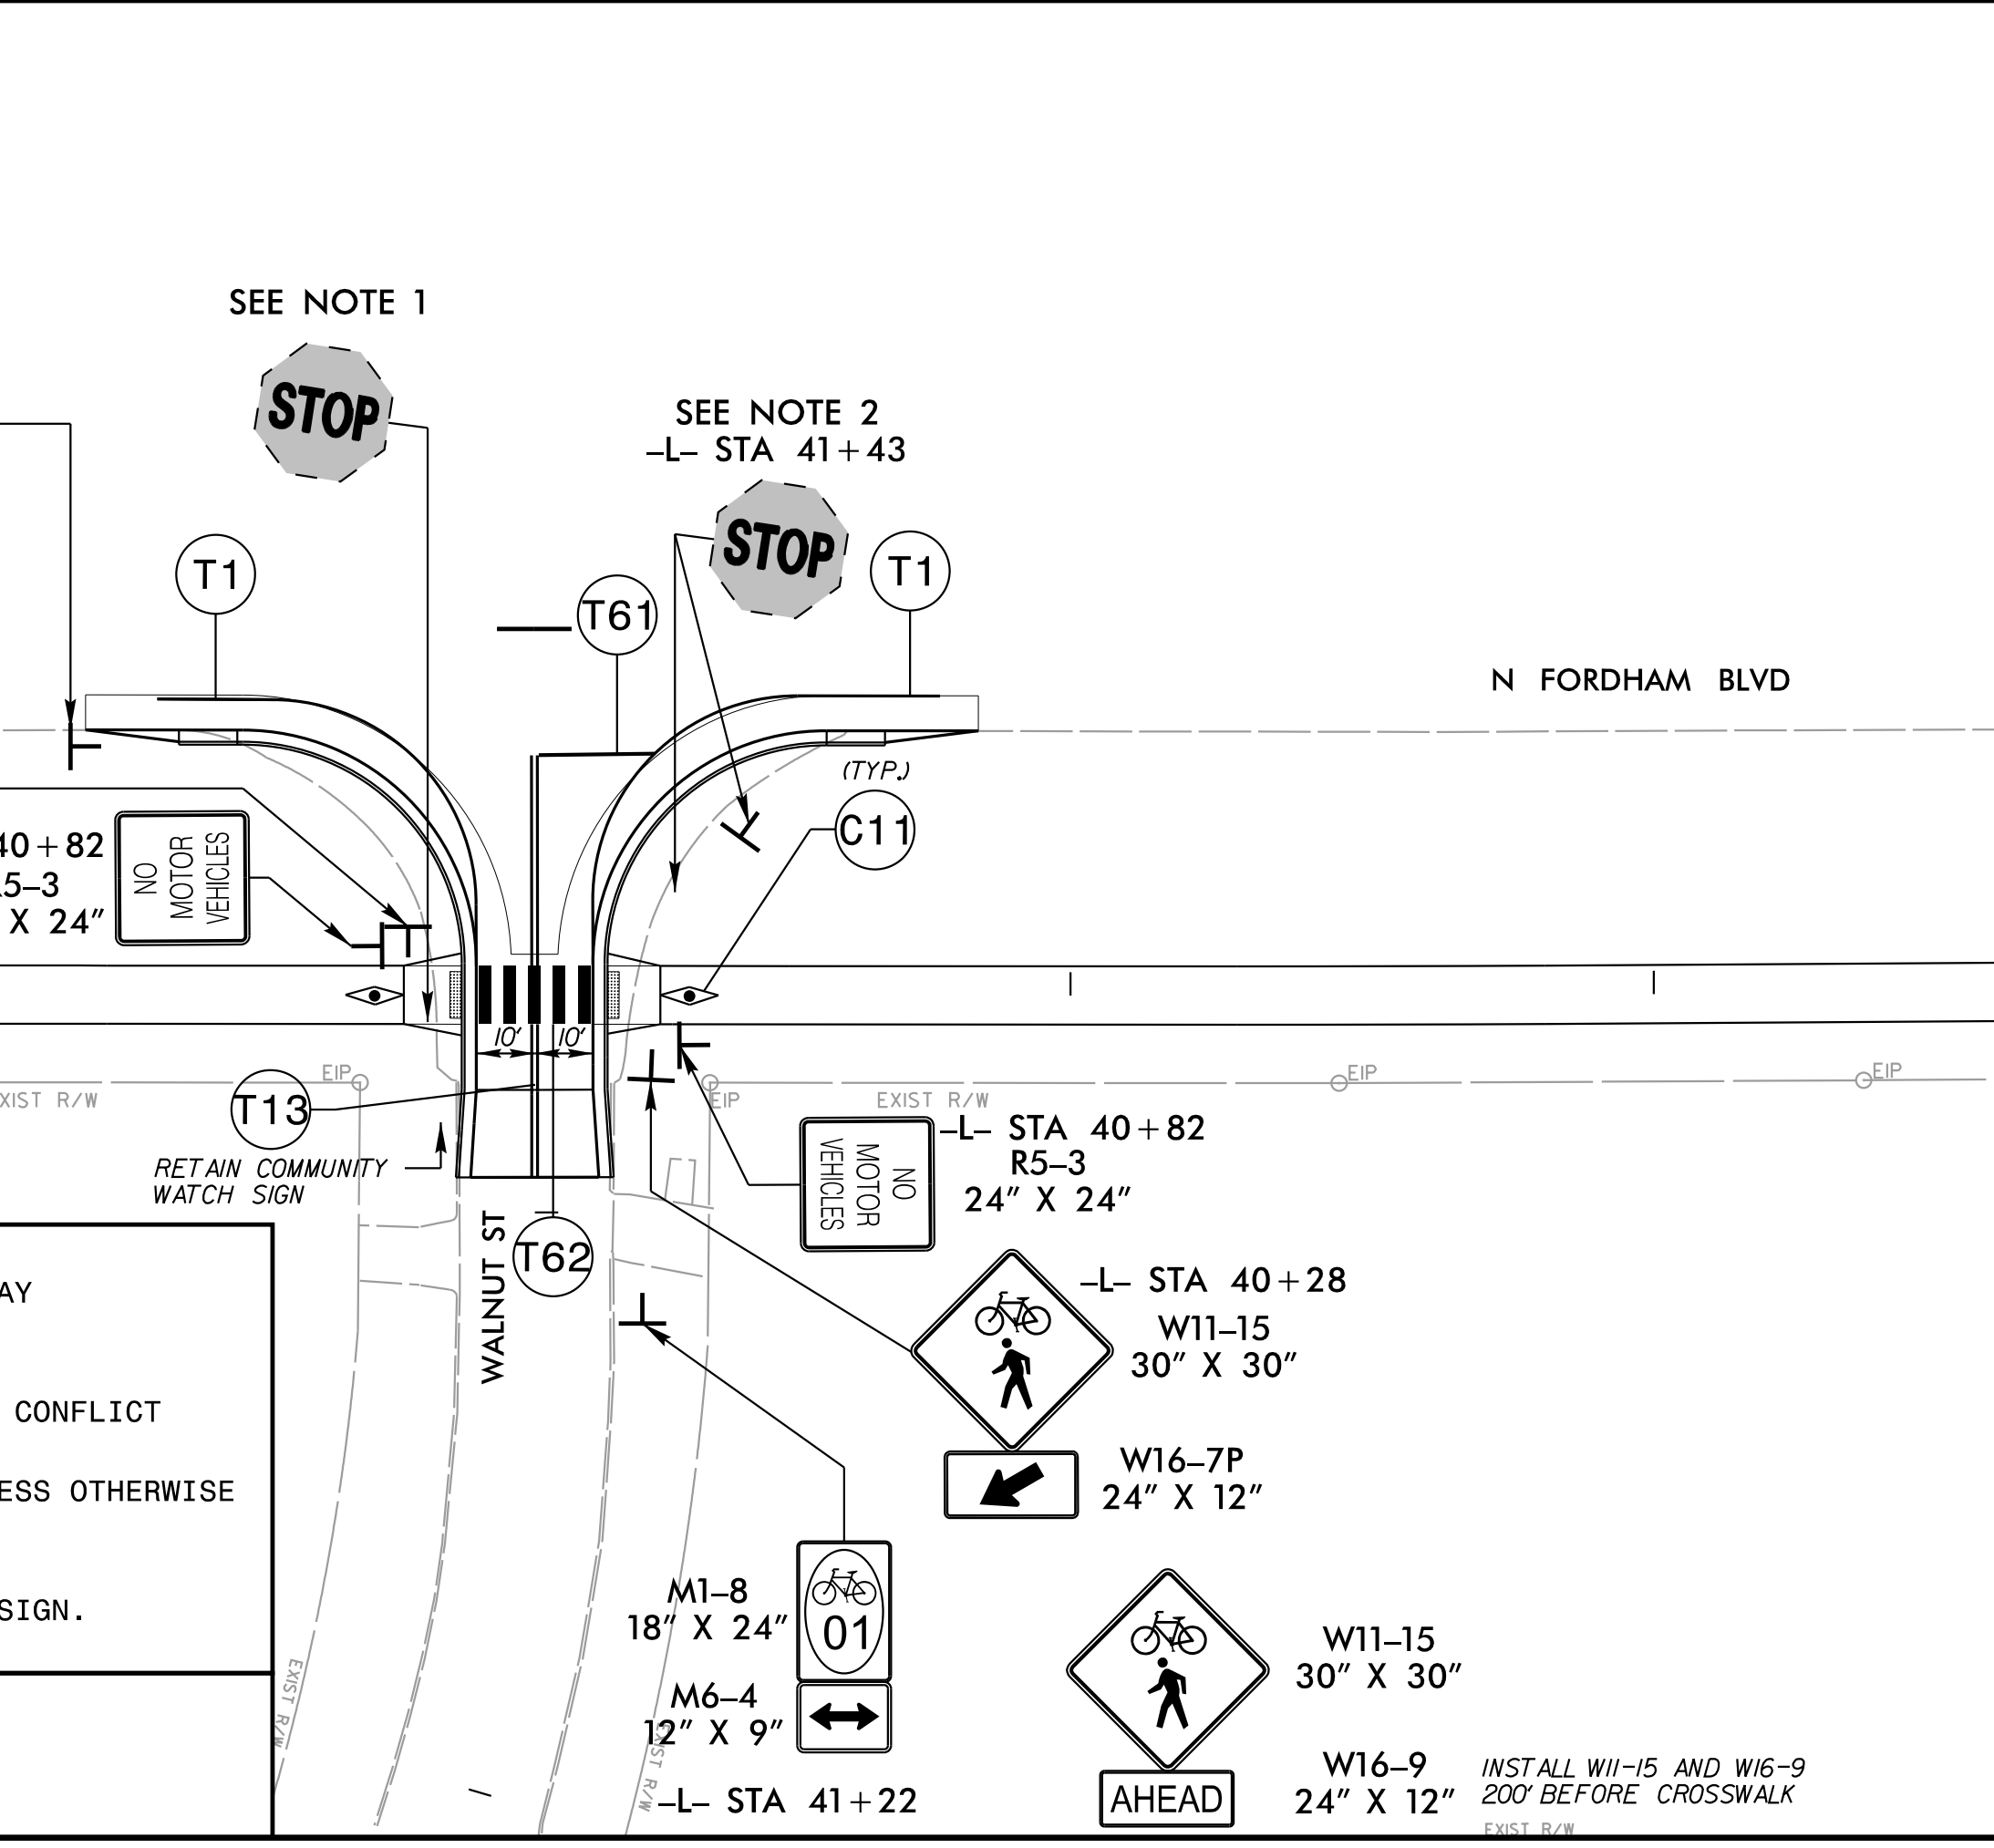 SEE NOTE 1
STOP
SEE NOTE 2
-L- STA 41+43
STOP
T1
T61
T1
N FORDHAM BLVD
(TYP.)
C11
40+82
5-3
X 24"
NO
MOTOR
VEHICLES
10'
10'
EIP
EIP
EIP
EIP
XIST R/W
EXIST R/W
T13
RETAIN COMMUNITY
WATCH SIGN
NO
MOTOR
VEHICLES
-L- STA 40+82
R5-3
24" X 24"
WALNUT ST
T62
AY
CONFLICT
ESS OTHERWISE
SIGN.
-L- STA 40+28
W11-15
30" X 30"
W16-7P
24" X 12"
M1-8
18" X 24"
01
M6-4
12" X 9"
-L- STA 41+22
EXIST R/W
EXIST R/W
W11-15
30" X 30"
AHEAD
W16-9
24" X 12"
INSTALL W11-15 AND W16-9
200' BEFORE CROSSWALK
EXIST R/W